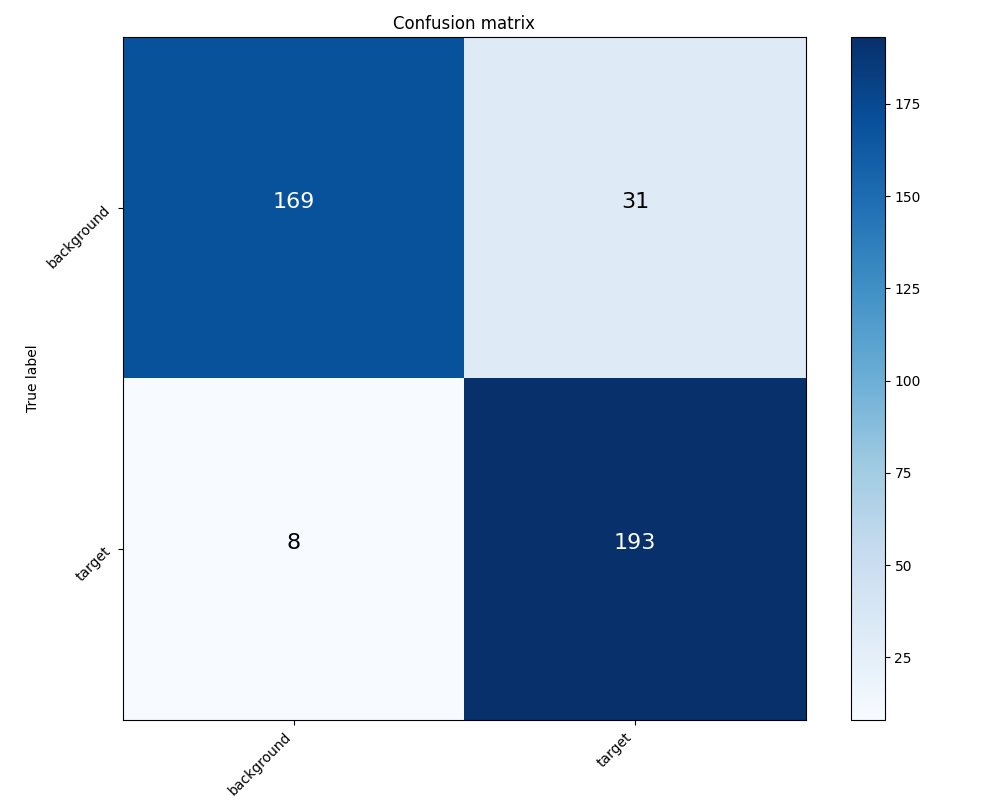 Confusion matrix
True label
background
169
31
target
8
193
background
target
175
150
125
100
75
50
25